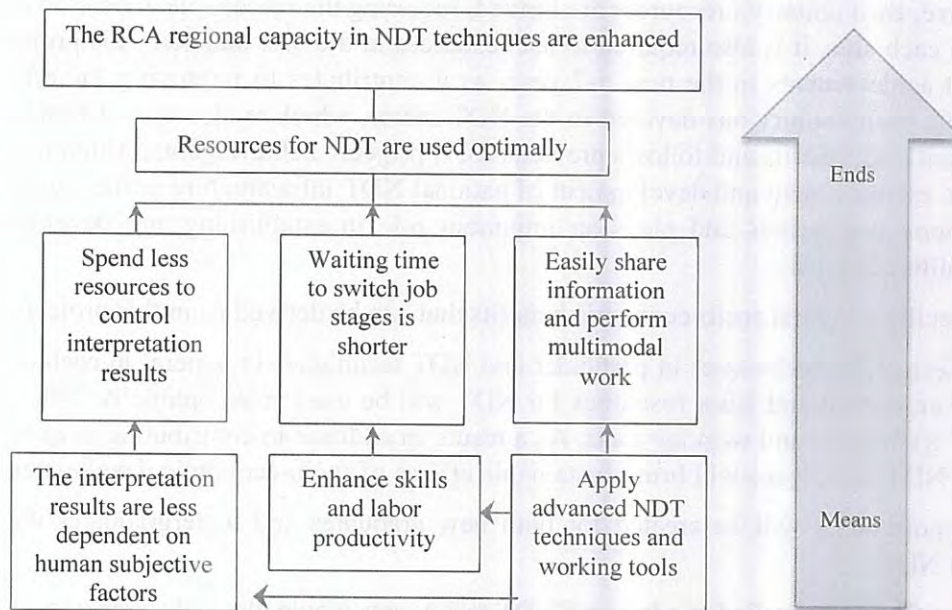 The RCA regional capacity in NDT techniques are enhanced
Resources for NDT are used optimally
Ends
Spend less
resources to
control
interpretation
results
Waiting time
to switch job
stages is
shorter
Easily share
information
and perform
multimodal
work
The interpretation
results are less
dependent on
human subjective
factors
Enhance skills
and labor
productivity
Apply
advanced NDT
techniques and
working tools
Means